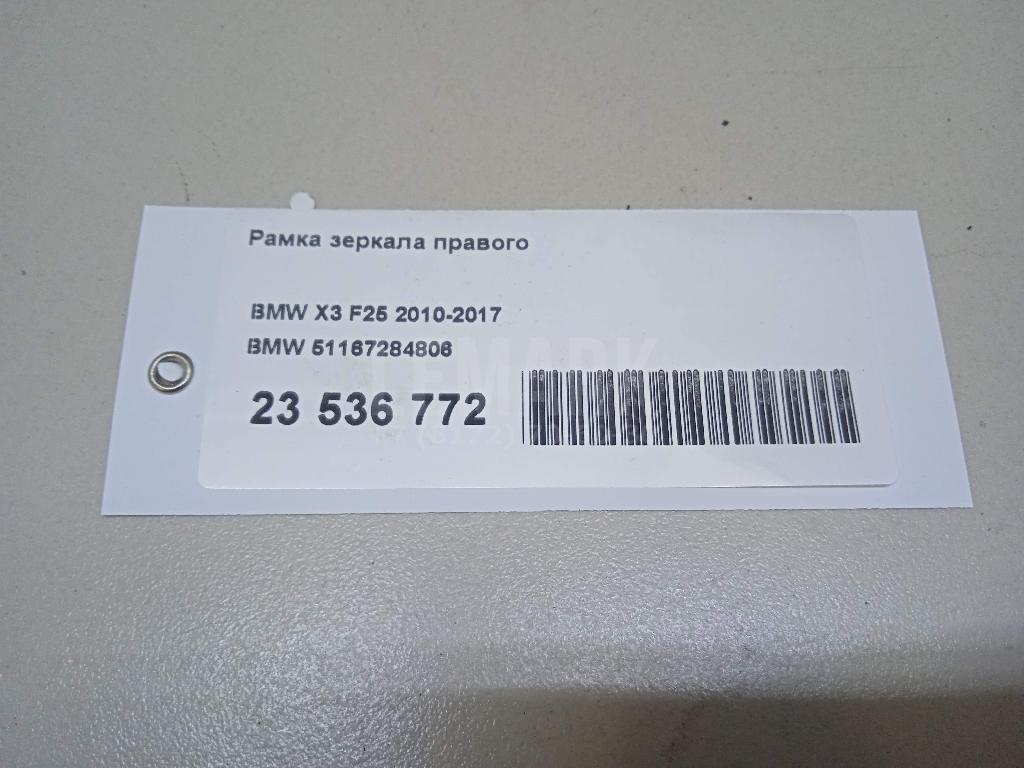 Рамка зеркала правого
BMW X3 F25 2010-2017
BMW 51167284806
23 536 772